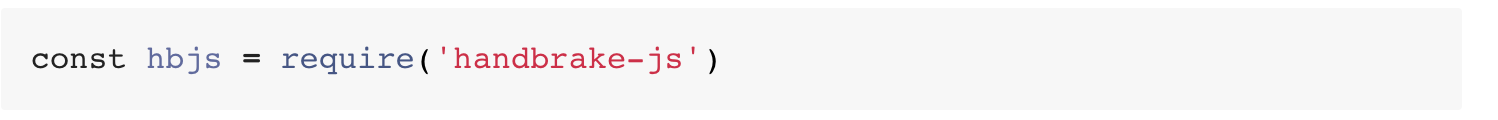 const hbjs = require('handbrake-js')